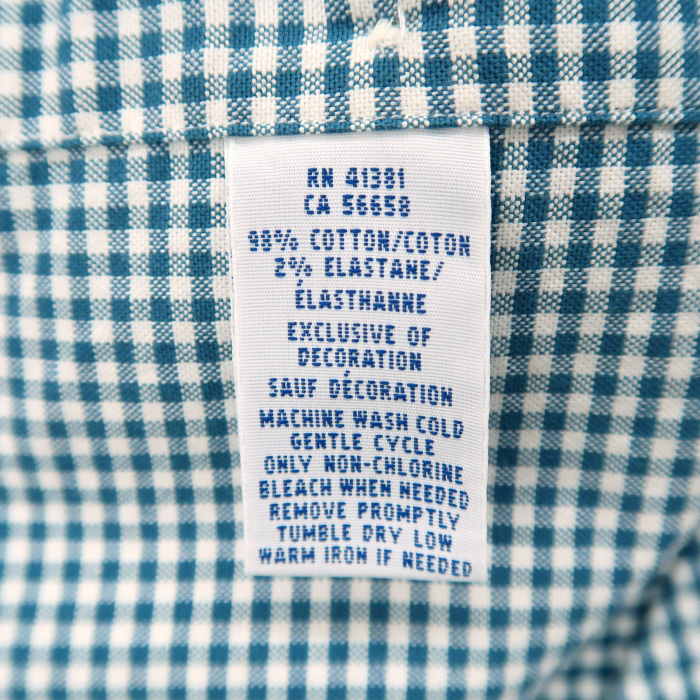 RN 41381
CA 56658
98% COTTON/COTON
2% ELASTANE/
ÉLASTHANNE
EXCLUSIVE OF
DECORATION
SAUF DÉCORATION
MACHINE WASH COLD
GENTLE CYCLE
ONLY NON-CHLORINE
BLEACH WHEN NEEDED
REMOVE PROMPTLY
TUMBLE DRY LOW
WARM IRON IF NEEDED